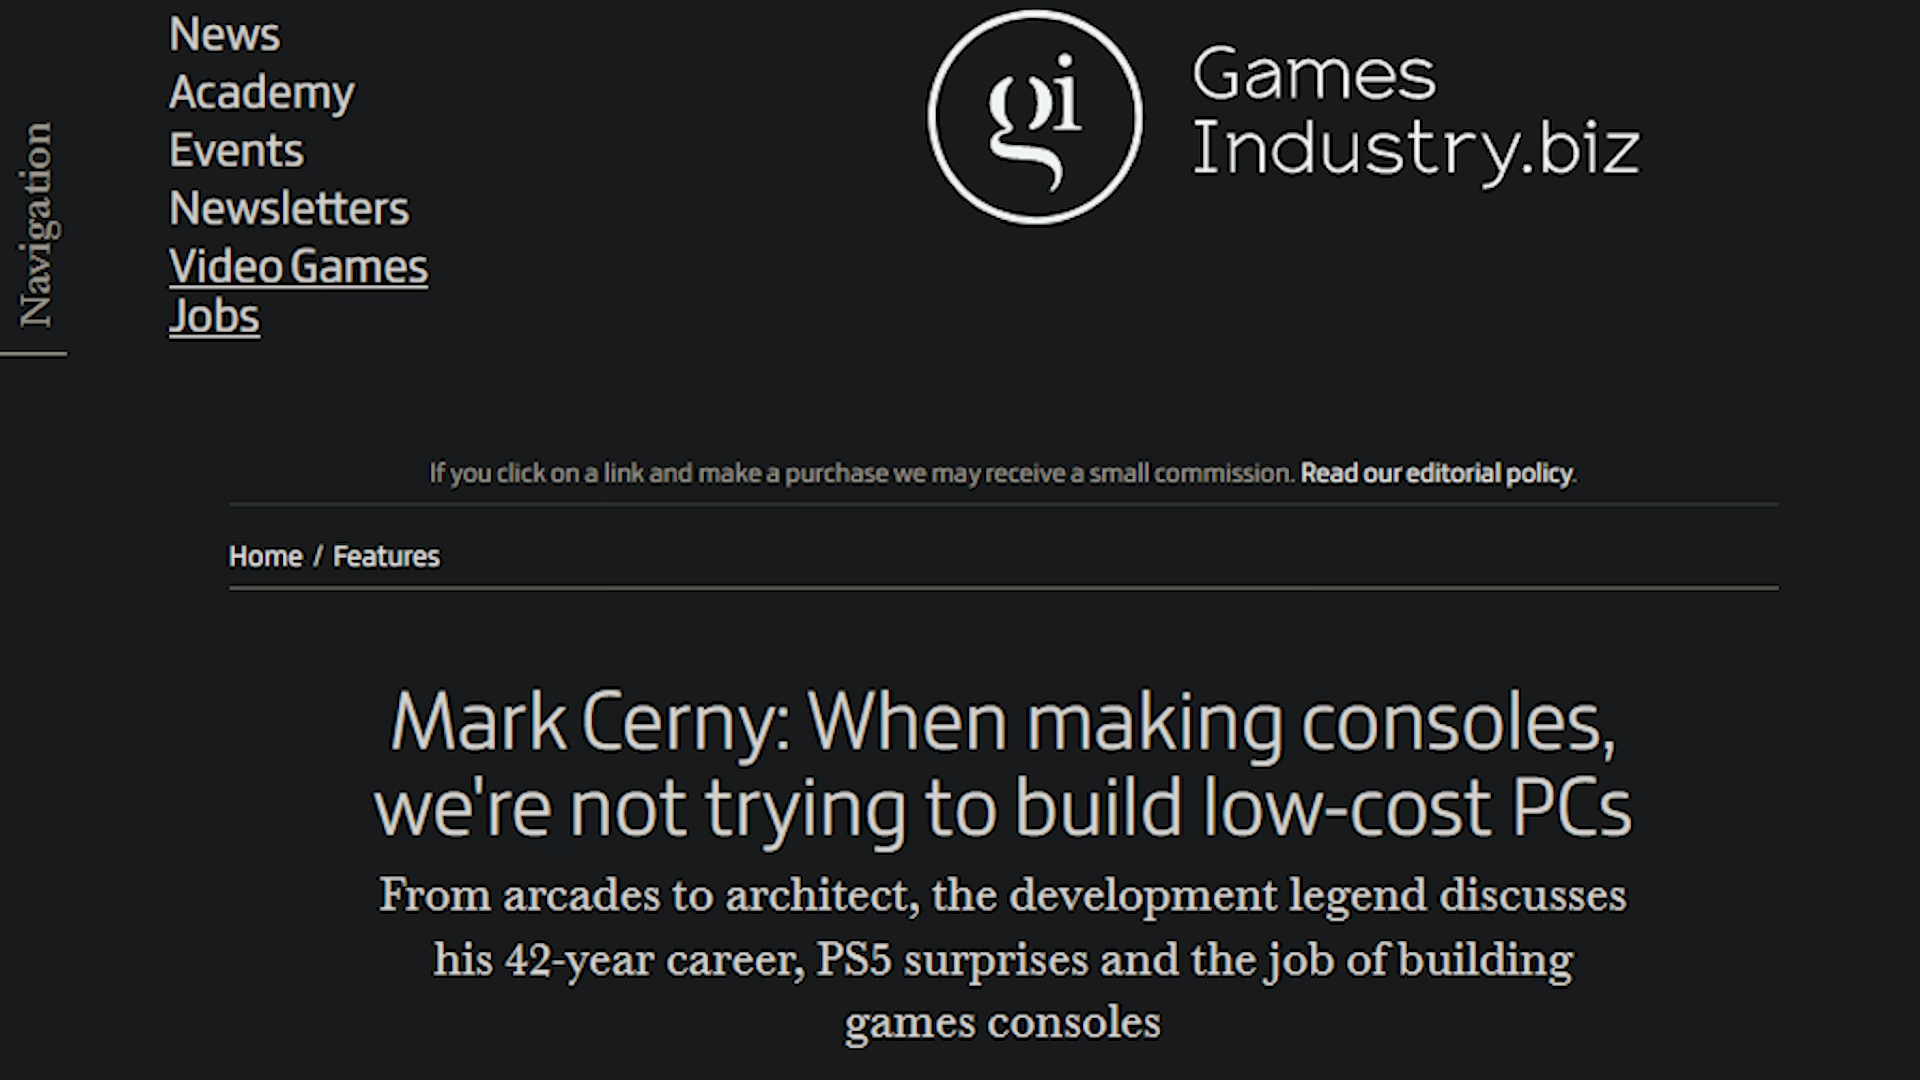 Navigation
News
Academy
Events
Newsletters
Video Games
Jobs
gi
Games
Industry.biz
If you click on a link and make a purchase we may receive a small commission. Read our editorial policy.
Home / Features
Mark Cerny: When making consoles,
we're not trying to build low-cost PCs
From arcades to architect, the development legend discusses
his 42-year career, PS5 surprises and the job of building
games consoles